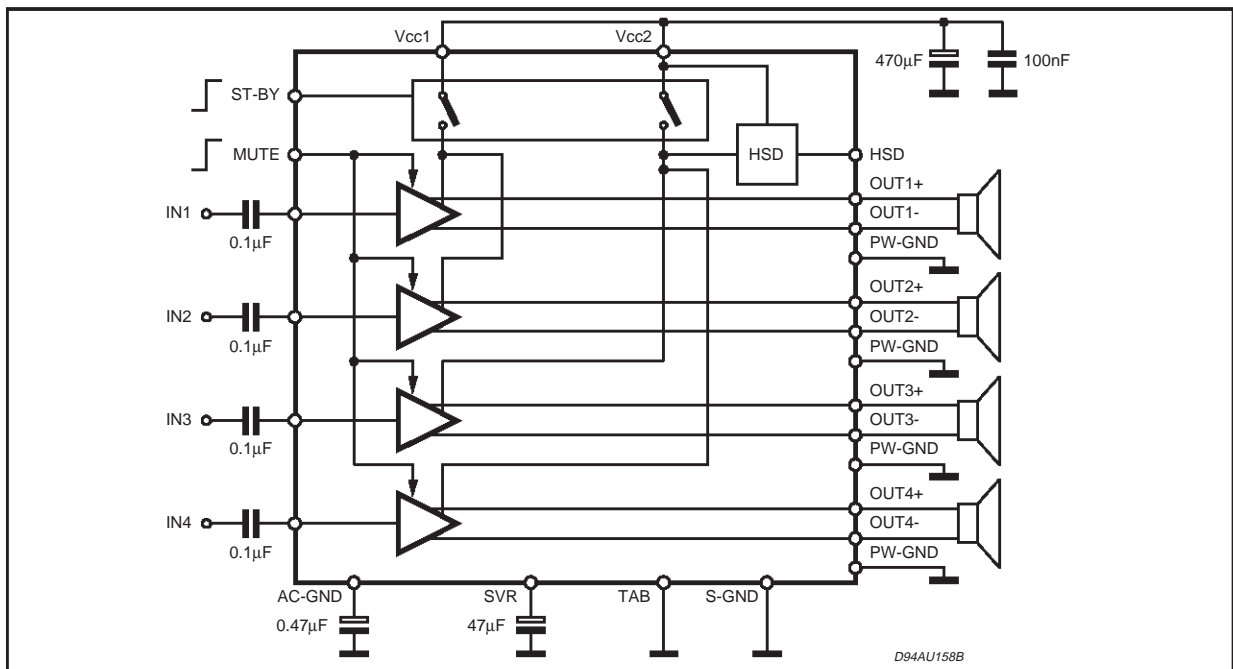 Vcc1
Vcc2
470μF
100nF
ST-BY
MUTE
HSD
HSD
OUT1+
OUT1-
PW-GND
IN1
0.1μF
OUT2+
OUT2-
PW-GND
IN2
0.1μF
OUT3+
OUT3-
PW-GND
IN3
0.1μF
OUT4+
OUT4-
PW-GND
IN4
0.1μF
AC-GND
SVR
TAB
S-GND
0.47μF
47μF
D94AU158B